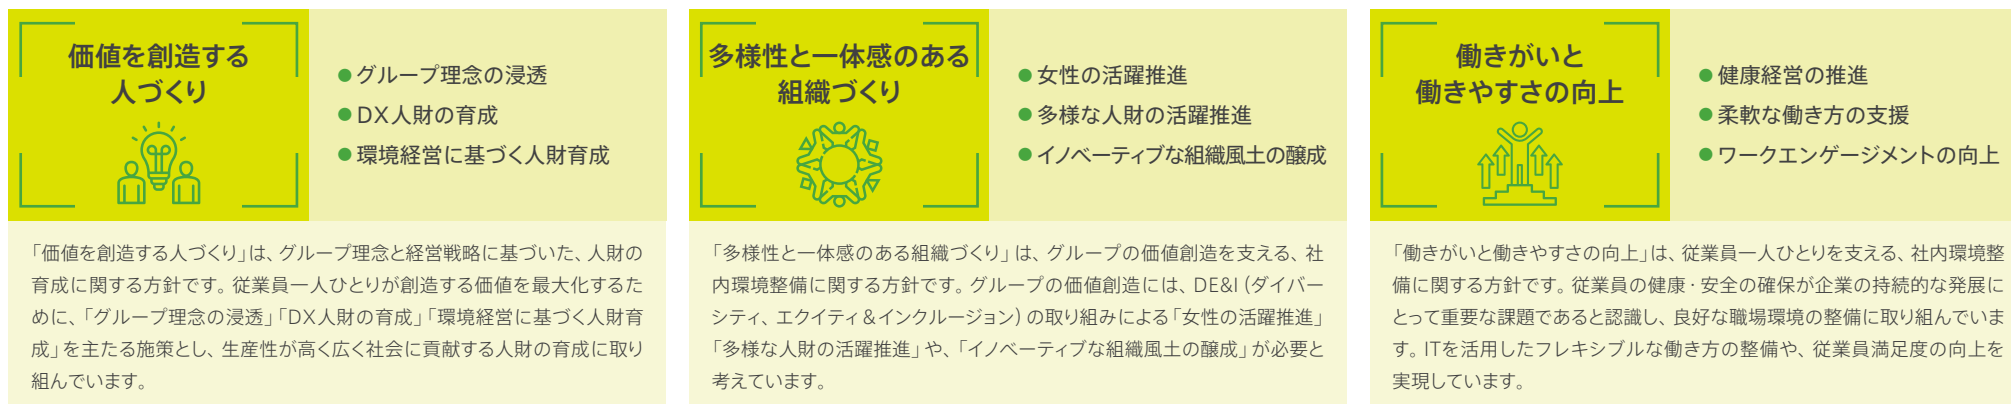 価値を創造する
人づくり
●グループ理念の浸透
●DX人財の育成
●環境経営に基づく人財育成
「価値を創造する人づくり」は、グループ理念と経営戦略に基づいた、人財の
育成に関する方針です。従業員一人ひとりが創造する価値を最大化するた
めに、「グループ理念の浸透」「DX人財の育成」「環境経営に基づく人財育
成」を主たる施策とし、生産性が高く広く社会に貢献する人財の育成に取り
組んでいます。
多様性と一体感のある
組織づくり
●女性の活躍推進
●多様な人財の活躍推進
●イノベーティブな組織風土の醸成
「多様性と一体感のある組織づくり」は、グループの価値創造を支える、社
内環境整備に関する方針です。グループの価値創造には、DE&I(ダイバー
シティ、エクイティ&インクルージョン)の取り組みによる「女性の活躍推進」
「多様な人財の活躍推進」や、「イノベーティブな組織風土の醸成」が必要と
考えています。
働きがいと
働きやすさの向上
●健康経営の推進
●柔軟な働き方の支援
●ワークエンゲージメントの向上
「働きがいと働きやすさの向上」は、従業員一人ひとりを支える、社内環境整
備に関する方針です。従業員の健康・安全の確保が企業の持続的な発展に
とって重要な課題であると認識し、良好な職場環境の整備に取り組んでいま
す。ITを活用したフレキシブルな働き方の整備や、従業員満足度の向上を
実現しています。